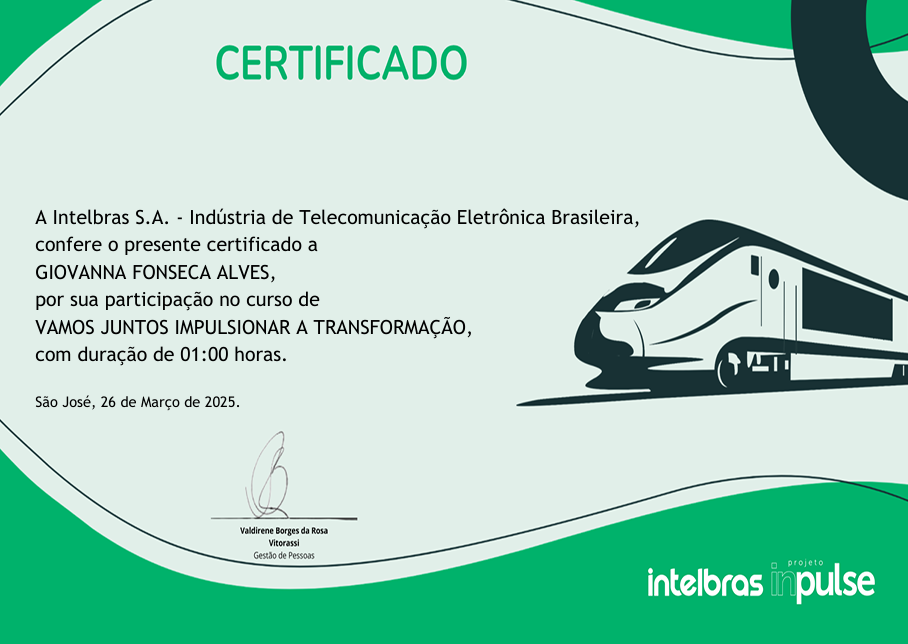 CERTIFICADO
A Intelbras S.A. - Indústria de Telecomunicação Eletrônica Brasileira,
confere o presente certificado a
GIOVANNA FONSECA ALVES,
por sua participação no curso de
VAMOS JUNTOS IMPULSIONAR A TRANSFORMAÇÃO,
com duração de 01:00 horas.
São José, 26 de Março de 2025.
Valdirene Borges da Rosa
Vitorassi
Gestão de Pessoas
projeto
intelbras inpulse